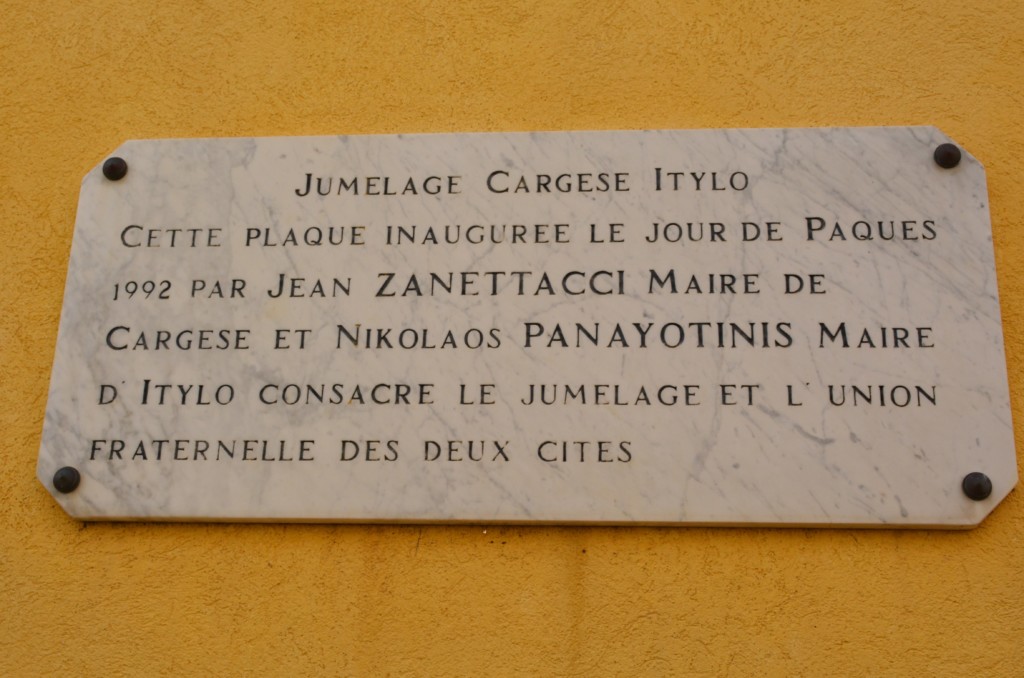 JUMELAGE CARGESE ITYLO
CETTE PLAQUE INAUGUREE LE JOUR DE PAQUES
1992 PAR JEAN ZANETTACCI MAIRE DE
CARGESE ET NIKOLAOS PANAYOTINIS MAIRE
D'ITYLO CONSACRE LE JUMELAGE ET L'UNION
FRATERNELLE DES DEUX CITES